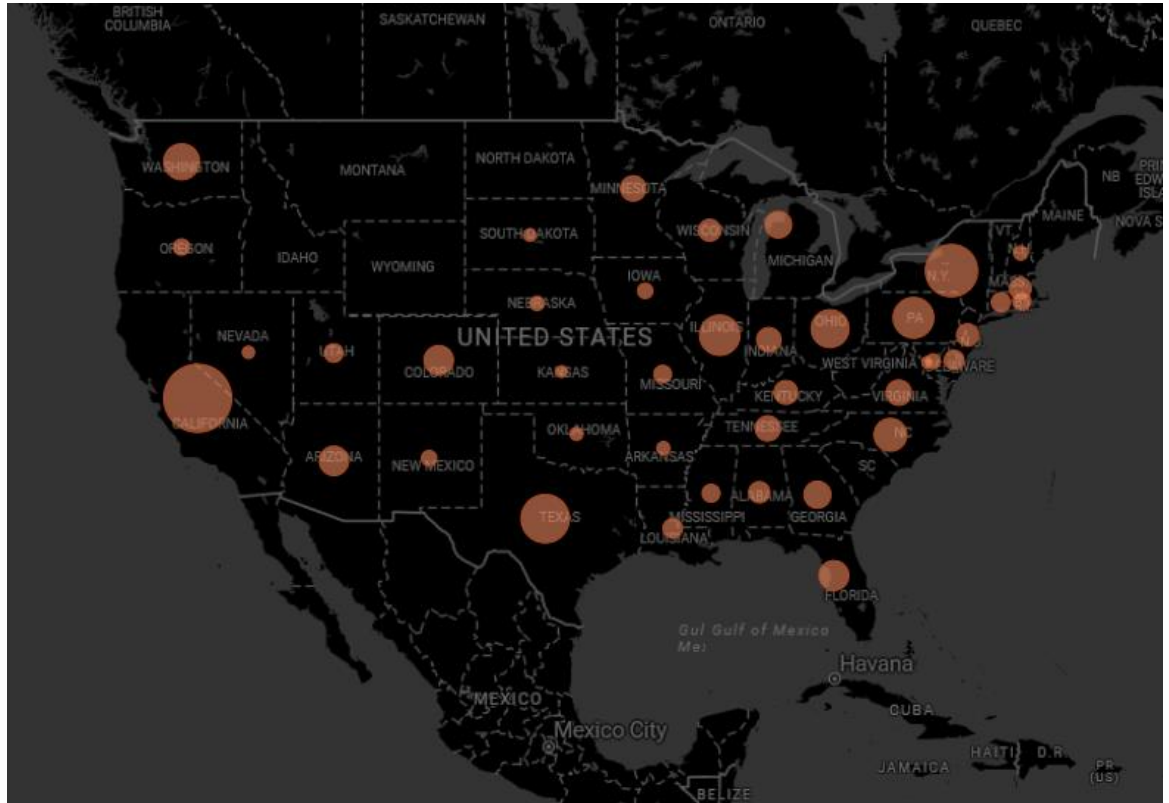 BRITISH
COLUMBIA
SASKATCHEWAN
ONTARIO
QUEBEC
WASHINGTON
MONTANA
NORTH DAKOTA
MINNESOTA
NB
MAINE
NOVA S
OREGON
IDAHO
WYOMING
SOUTH DAKOTA
WISCONSIN
MICHIGAN
VT
N.Y.
MASS
IOWA
NEBRASKA
NEVADA
UTAH
COLORADO
UNITED STATES
KANSAS
MISSOURI
ILLINOIS
INDIANA
OHIO
PA
WEST VIRGINIA
KENTUCKY
VIRGINIA
CALIFORNIA
ARIZONA
NEW MEXICO
OKLAHOMA
ARKANSAS
TENNESSEE
NC
SC
TEXAS
LOUISIANA
MISSISSIPPI
ALABAMA
GEORGIA
FLORIDA
Gul Gulf of Mexico
Havana
MEXICO
Mexico City
CUBA
HAITI
D.R.
PR
(US)
JAMAICA
BELIZE